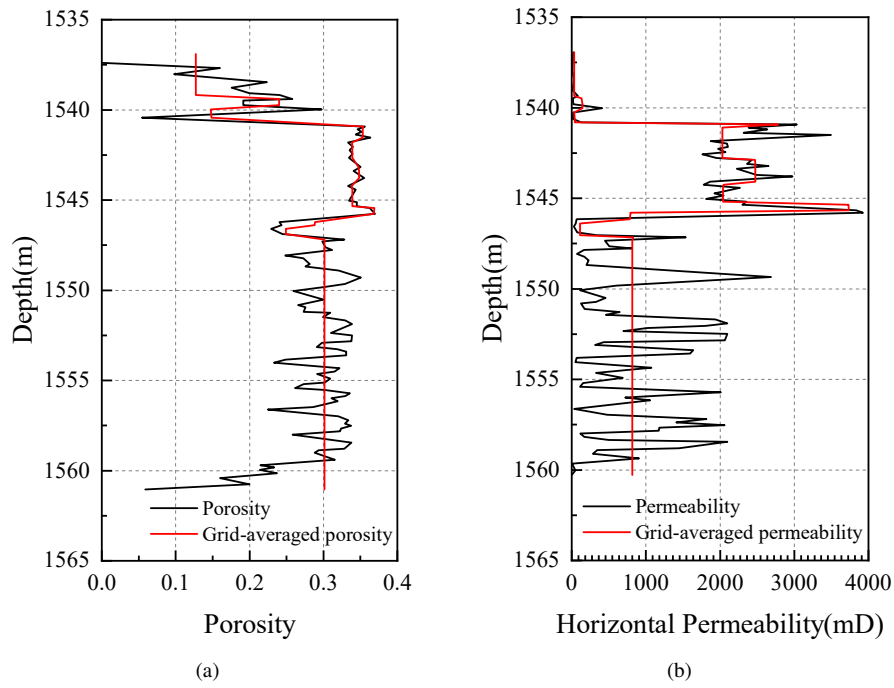 1535
1540
1545
1550
1555
1560
1565
Depth(m)
0.0 0.1 0.2 0.3 0.4
Porosity
Porosity
Grid-averaged porosity
(a)
1535
1540
1545
1550
1555
1560
1565
Depth(m)
0 1000 2000 3000 4000
Horizontal Permeability(mD)
Permeability
Grid-averaged permeability
(b)